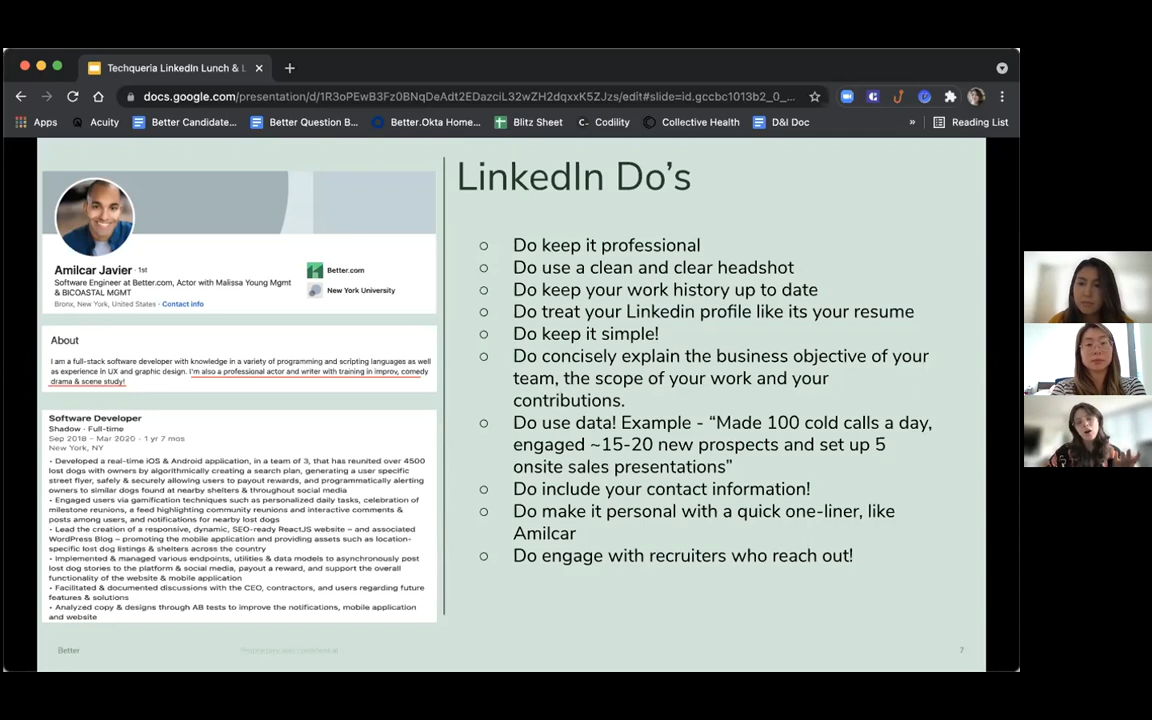 Techqueria LinkedIn Lunch & L
docs.google.com/presentation/d/1R3oPEwB3Fz0BNqDeAdt2EDazciL32wZH2dqxxK5ZJzs/edit#slide=id.gccbc1013b2_0_...
Apps
Acuity
Better Candidate...
Better Question B...
Better.Okta Home...
Blitz Sheet
Codility
Collective Health
D&I Doc
»
Reading List
Amilcar Javier · 1st
Software Engineer at Better.com, Actor with Malissa Young Mgmt
& BICOASTAL MGMT
Bronx, New York, United States · Contact info
Better.com
New York University
About
I am a full-stack software developer with knowledge in a variety of programming and scripting languages as well
as experience in UX and graphic design. I'm also a professional actor and writer with training in improv, comedy
drama & scene study!
Software Developer
Shadow · Full-time
Sep 2018 – Mar 2020 · 1 yr 7 mos
New York, NY
• Developed a real-time iOS & Android application, in a team of 3, that has reunited over 4500
lost dogs with owners by algorithmically creating a search plan, generating a user specific
street flyer, safely & securely allowing users to payout rewards, and programmatically alerting
owners to similar dogs found at nearby shelters & throughout social media
• Engaged users via gamification techniques such as personalized daily tasks, celebration of
milestone reunions, a feed highlighting community reunions and interactive comments &
posts among users, and notifications for nearby lost dogs
• Lead the creation of a responsive, dynamic, SEO-ready ReactJS website – and associated
WordPress Blog – promoting the mobile application and providing assets such as location-
specific lost dog listings & shelters across the country
• Implemented & managed various endpoints, utilities & data models to asynchronously post
lost dog stories to the platform & social media, payout a reward, and support the overall
functionality of the website & mobile application
• Facilitated & documented discussions with the CEO, contractors, and users regarding future
features & solutions
• Analyzed copy & designs through AB tests to improve the notifications, mobile application
and website
LinkedIn Do's
○ Do keep it professional
○ Do use a clean and clear headshot
○ Do keep your work history up to date
○ Do treat your Linkedin profile like its your resume
○ Do keep it simple!
○ Do concisely explain the business objective of your
team, the scope of your work and your
contributions.
○ Do use data! Example - “Made 100 cold calls a day,
engaged ~15-20 new prospects and set up 5
onsite sales presentations"
○ Do include your contact information!
○ Do make it personal with a quick one-liner, like
Amilcar
○ Do engage with recruiters who reach out!
Better
7